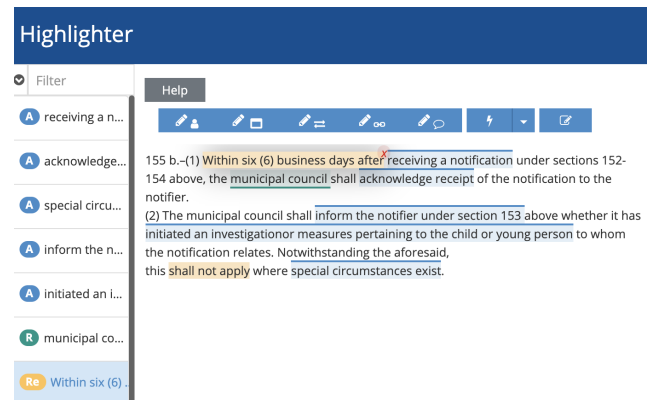 Highlighter
Filter
Help
A receiving a n...
A acknowledge...
A special circu...
A inform the n...
A initiated an i...
R municipal co...
Re Within six (6) ..
155 b.–(1) Within six (6) business days after receiving a notification under sections 152-
154 above, the municipal council shall acknowledge receipt of the notification to the
notifier.
(2) The municipal council shall inform the notifier under section 153 above whether it has
initiated an investigationor measures pertaining to the child or young person to whom
the notification relates. Notwithstanding the aforesaid,
this shall not apply where special circumstances exist.